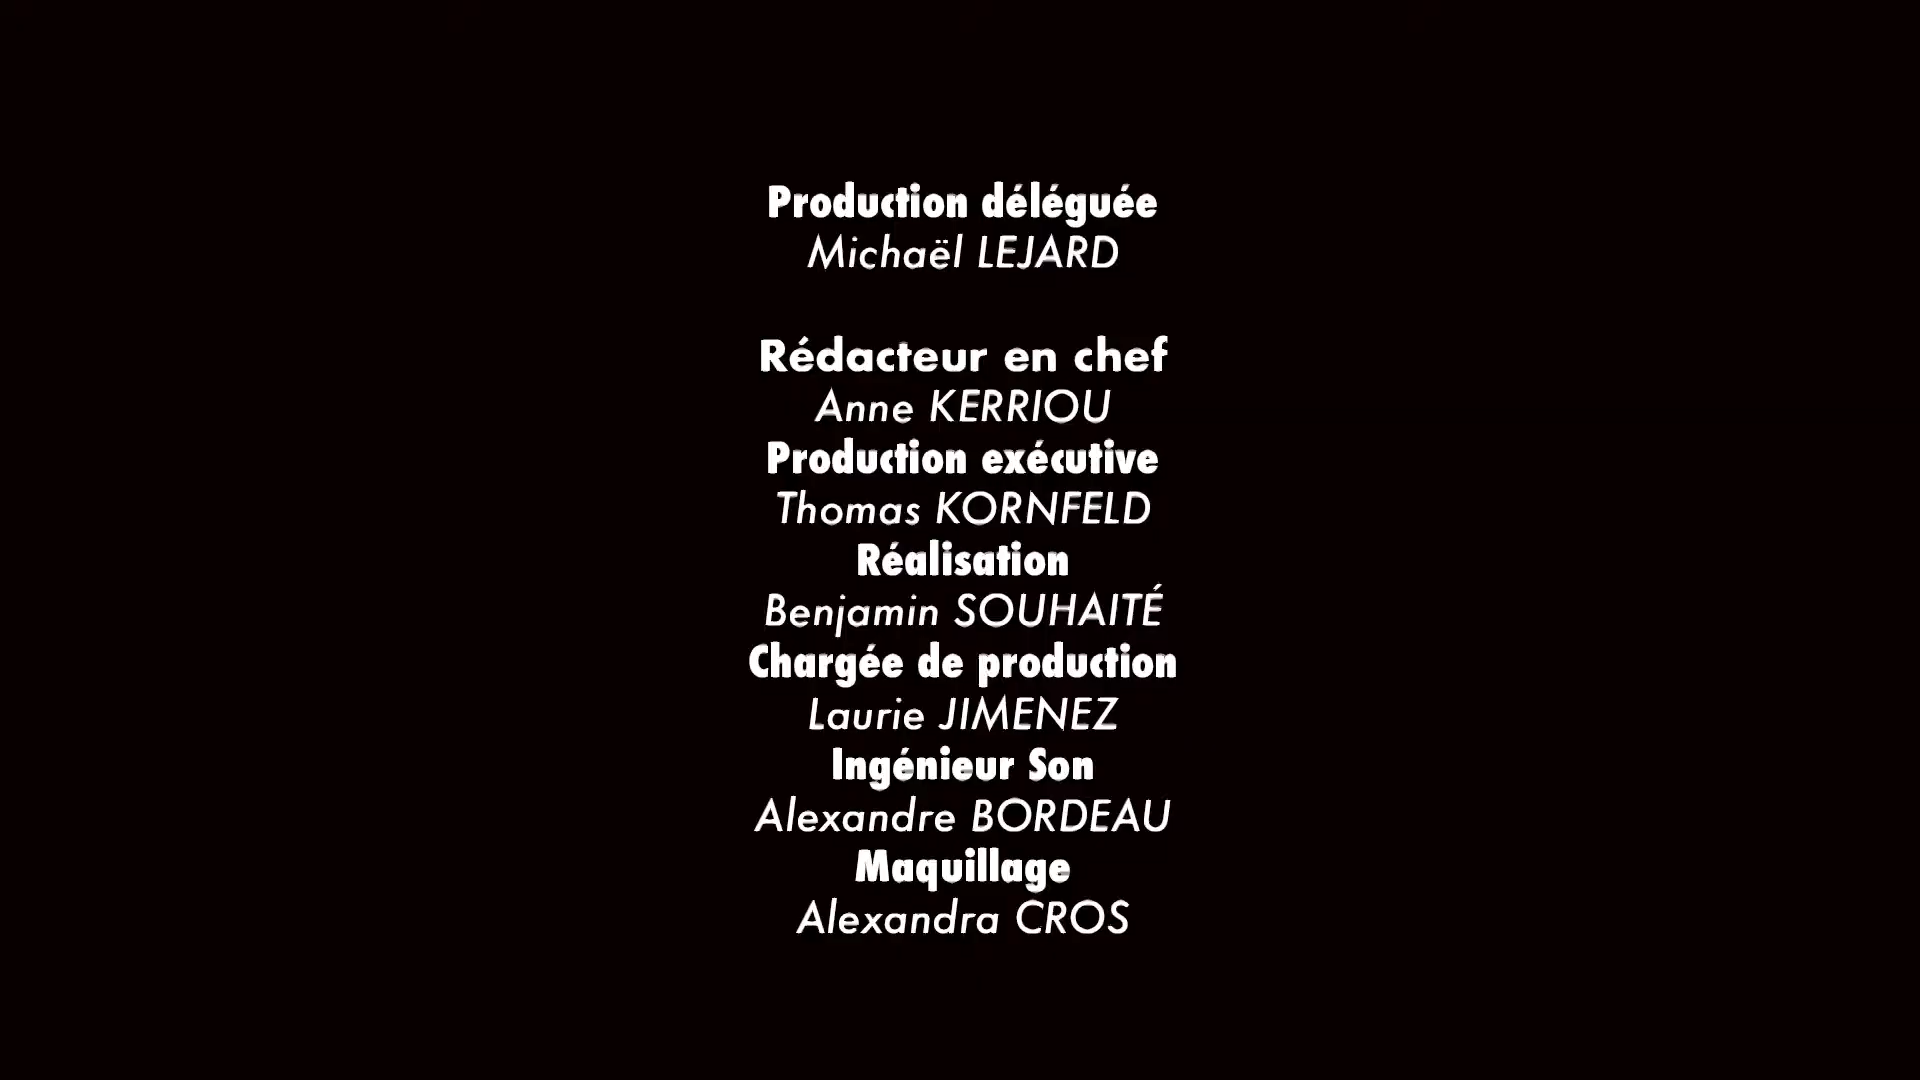 Production déléguée
Michaël LEJARD
Rédacteur en chef
Anne KERRIOU
Production exécutive
Thomas KORNFELD
Réalisation
Benjamin SOUHAITÉ
Chargée de production
Laurie JIMENEZ
Ingénieur Son
Alexandre BORDEAU
Maquillage
Alexandra CROS